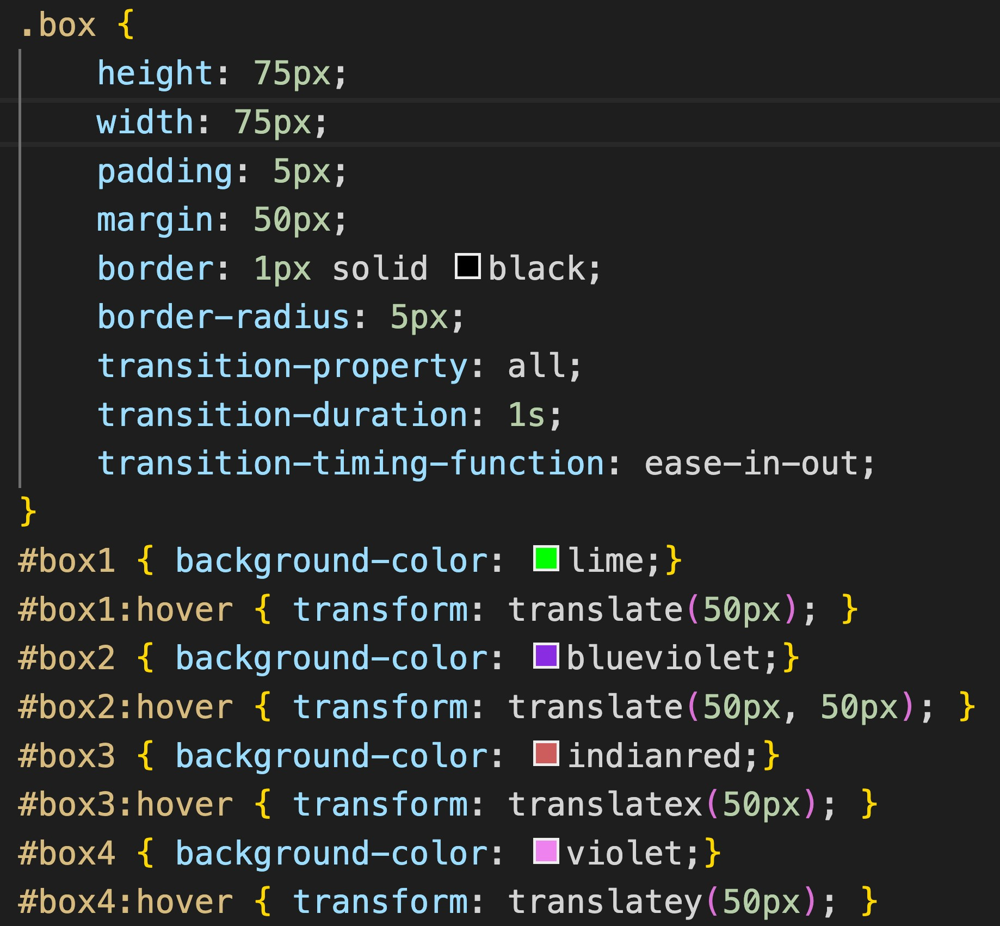 .box {
    height: 75px;
    width: 75px;
    padding: 5px;
    margin: 50px;
    border: 1px solid black;
    border-radius: 5px;
    transition-property: all;
    transition-duration: 1s;
    transition-timing-function: ease-in-out;
}
#box1 { background-color: lime;}
#box1:hover { transform: translate(50px); }
#box2 { background-color: blueviolet;}
#box2:hover { transform: translate(50px, 50px); }
#box3 { background-color: indianred;}
#box3:hover { transform: translatex(50px); }
#box4 { background-color: violet;}
#box4:hover { transform: translatey(50px); }